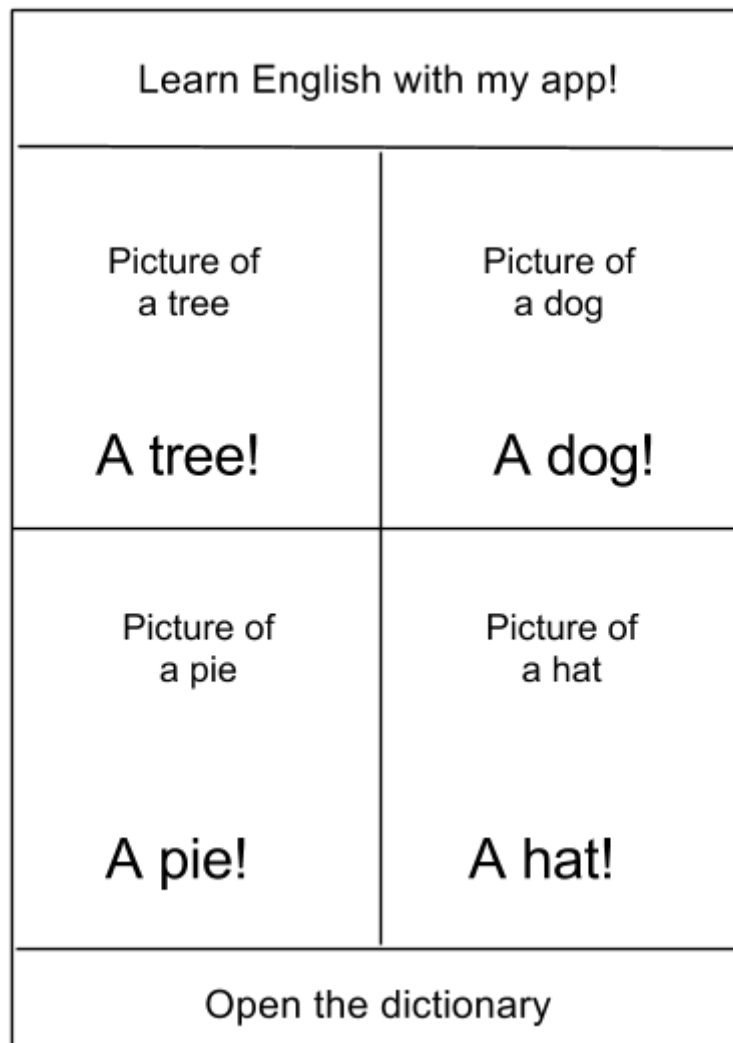 Learn English with my app!
Picture of
a tree
A tree!
Picture of
a dog
A dog!
Picture of
a pie
A pie!
Picture of
a hat
A hat!
Open the dictionary